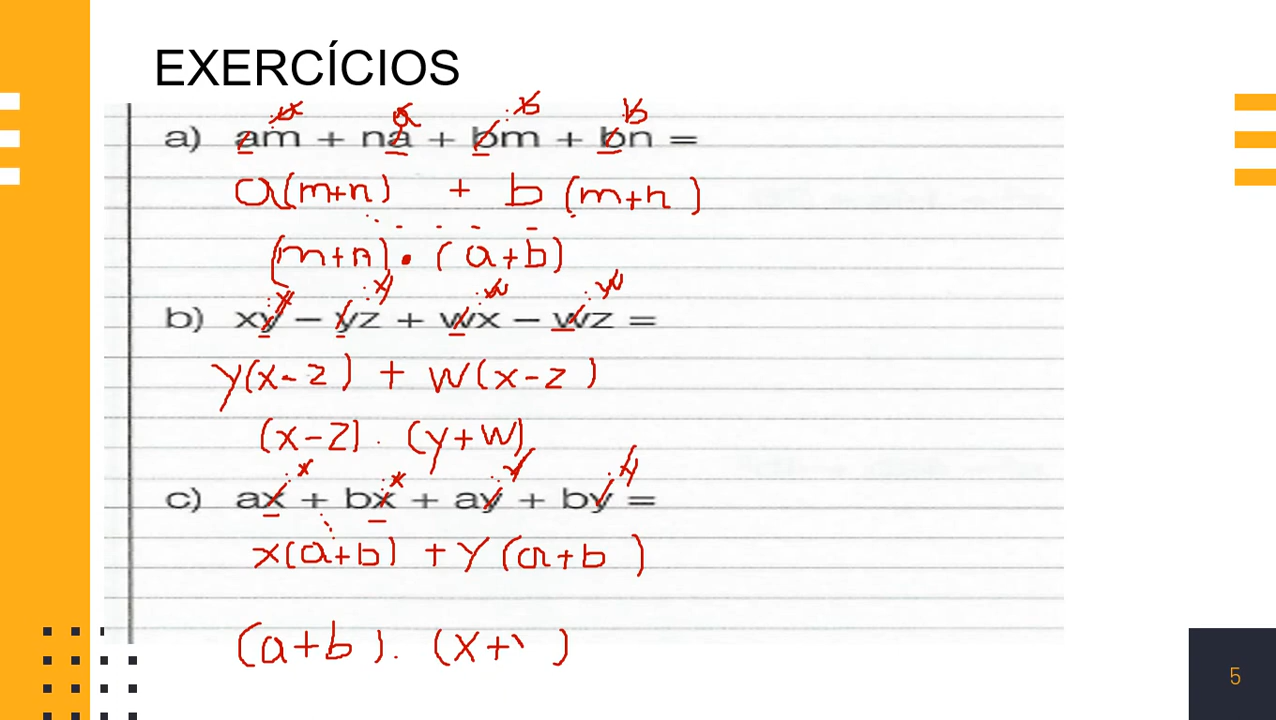 EXERCÍCIOS
:a :a :b :b
a) am + na + bm + bn =
a(m+n) + b (m+n)
(m+n) • (a+b)
:y :y :w :w
b) xy – yz + wx – wz =
y(x-z) + w(x-z)
(x-z) . (y+w)
:x :x :y :y
c) ax + bx + ay + by =
x(a+b) + y (a+b)
(a+b) . (x+ )
5